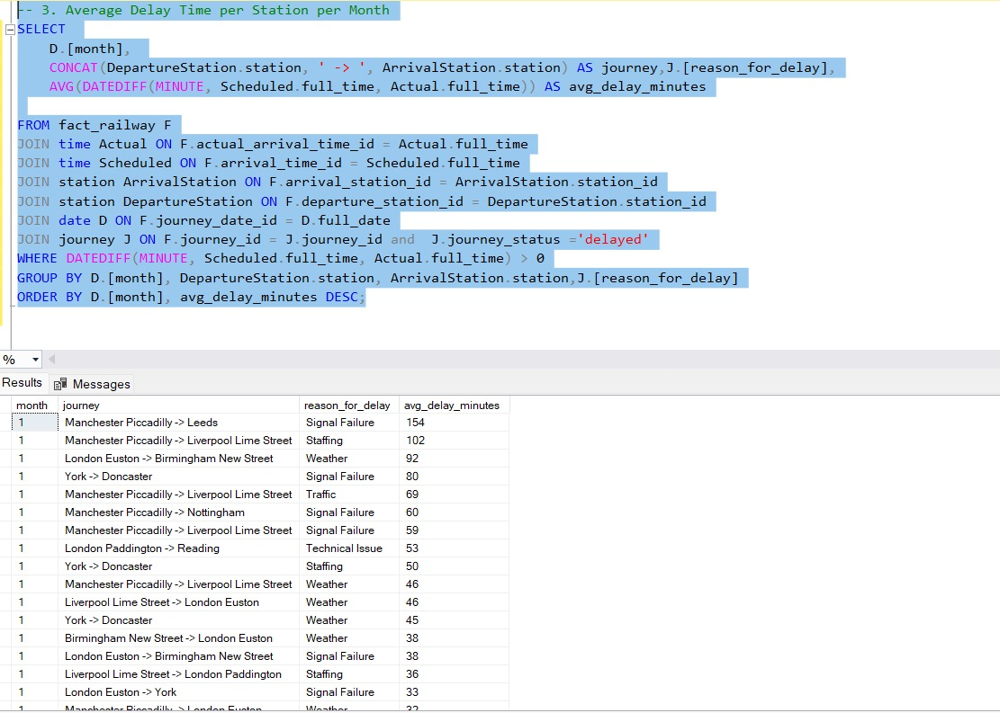 -- 3. Average Delay Time per Station per Month
SELECT
D.[month],
CONCAT(DepartureStation.station, ' -> ', ArrivalStation.station) AS journey,J.[reason_for_delay],
AVG(DATEDIFF(MINUTE, Scheduled.full_time, Actual.full_time)) AS avg_delay_minutes
FROM fact_railway F
JOIN time Actual ON F.actual_arrival_time_id = Actual.full_time
JOIN time Scheduled ON F.arrival_time_id = Scheduled.full_time
JOIN station ArrivalStation ON F.arrival_station_id = ArrivalStation.station_id
JOIN station DepartureStation ON F.departure_station_id = DepartureStation.station_id
JOIN date D ON F.journey_date_id = D.full_date
JOIN journey J ON F.journey_id = J.journey_id and  J.journey_status ='delayed'
WHERE DATEDIFF(MINUTE, Scheduled.full_time, Actual.full_time) > 0
GROUP BY D.[month], DepartureStation.station, ArrivalStation.station,J.[reason_for_delay]
ORDER BY D.[month], avg_delay_minutes DESC;
%
Results Messages
month journey reason_for_delay avg_delay_minutes
1 Manchester Piccadilly -> Leeds Signal Failure 154
1 Manchester Piccadilly -> Liverpool Lime Street Staffing 102
1 London Euston -> Birmingham New Street Weather 92
1 York -> Doncaster Signal Failure 80
1 Manchester Piccadilly -> Liverpool Lime Street Traffic 69
1 Manchester Piccadilly -> Nottingham Signal Failure 60
1 Manchester Piccadilly -> Liverpool Lime Street Signal Failure 59
1 London Paddington -> Reading Technical Issue 53
1 York -> Doncaster Staffing 50
1 Manchester Piccadilly -> Liverpool Lime Street Weather 46
1 Liverpool Lime Street -> London Euston Weather 46
1 York -> Doncaster Weather 45
1 Birmingham New Street -> London Euston Weather 38
1 London Euston -> Birmingham New Street Signal Failure 38
1 Liverpool Lime Street -> London Paddington Staffing 36
1 London Euston -> York Signal Failure 33
1 Manchester Piccadilly -> London Euston Weather 32